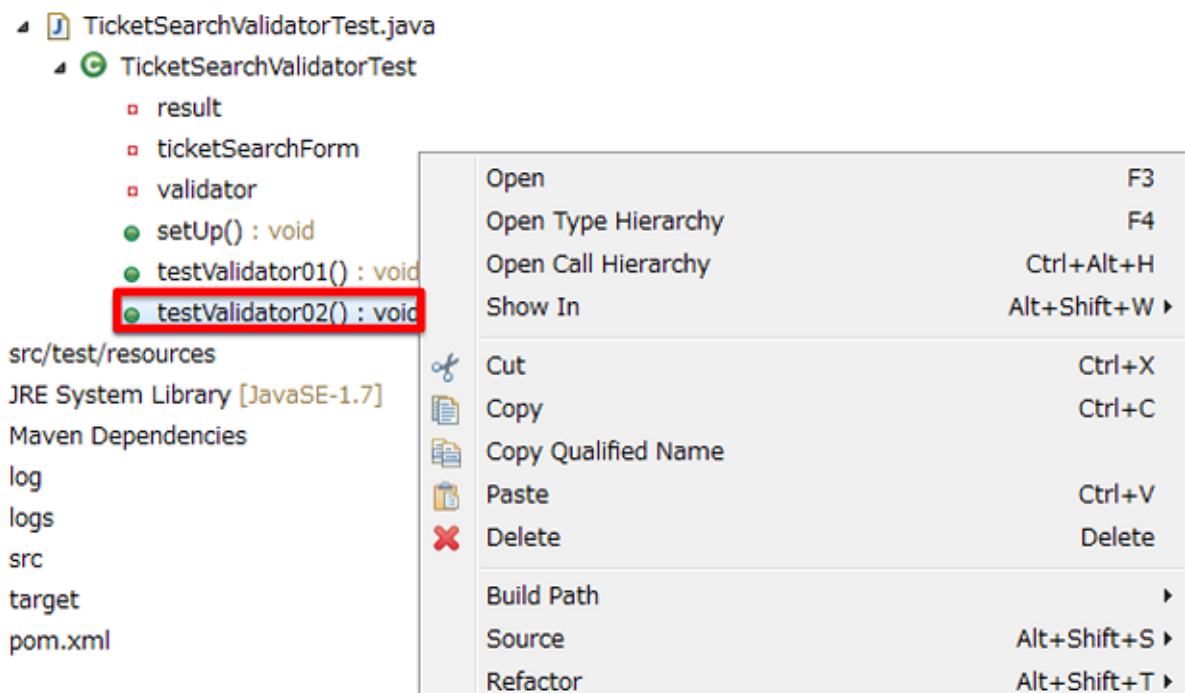 TicketSearchValidatorTest.java
TicketSearchValidatorTest
result
ticketSearchForm
validator
setUp() : void
testValidator01() : void
testValidator02() : void
src/test/resources
JRE System Library [JavaSE-1.7]
Maven Dependencies
log
logs
src
target
pom.xml
Open F3
Open Type Hierarchy F4
Open Call Hierarchy Ctrl+Alt+H
Show In Alt+Shift+W
Cut Ctrl+X
Copy Ctrl+C
Copy Qualified Name
Paste Ctrl+V
Delete Delete
Build Path
Source Alt+Shift+S
Refactor Alt+Shift+T